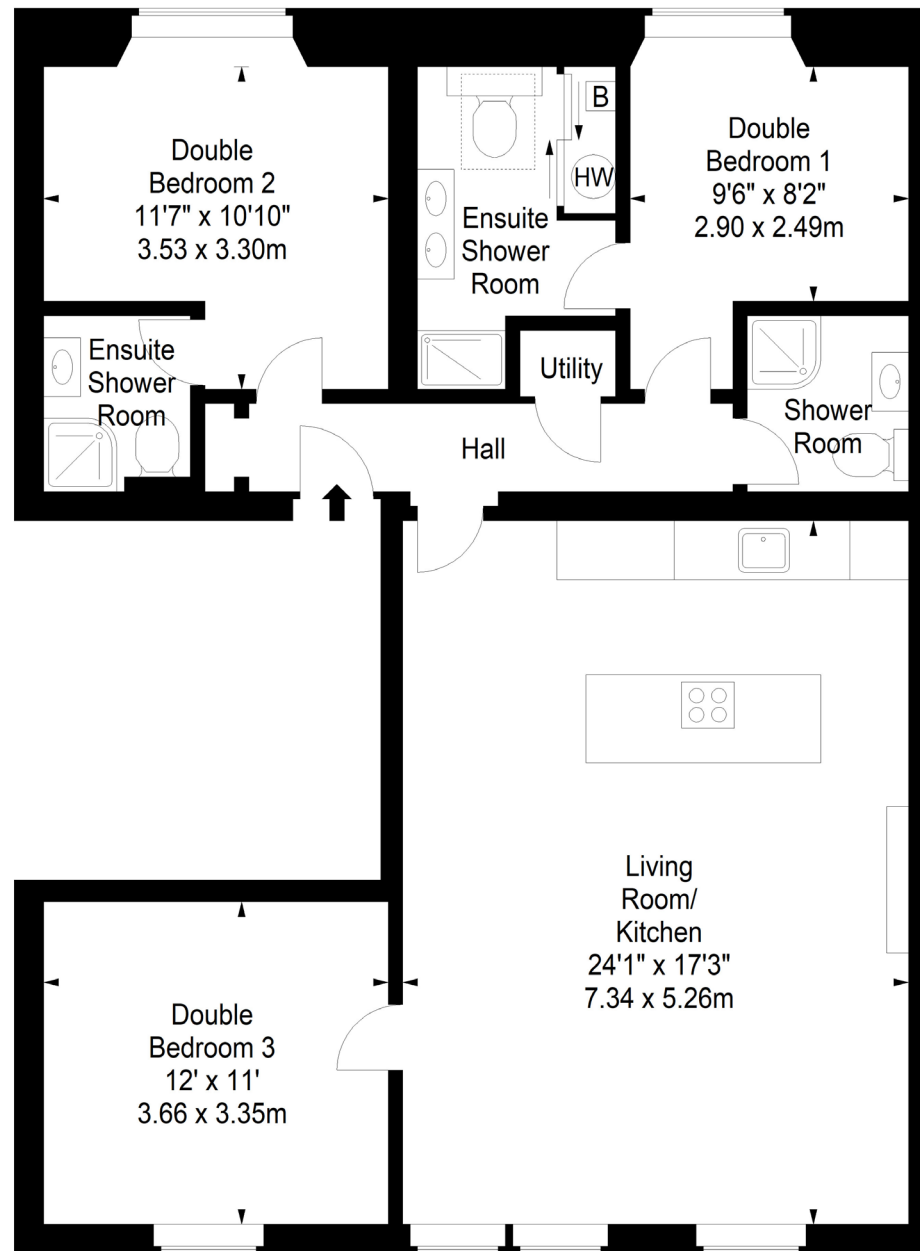 Double
Bedroom 2
11'7" x 10'10"
3.53 x 3.30m
B
HW
Ensuite
Shower
Room
Double
Bedroom 1
9'6" x 8'2"
2.90 x 2.49m
Ensuite
Shower
Room
Utility
Hall
Shower
Room
Living
Room/
Kitchen
24'1" x 17'3"
7.34 x 5.26m
Double
Bedroom 3
12' x 11'
3.66 x 3.35m